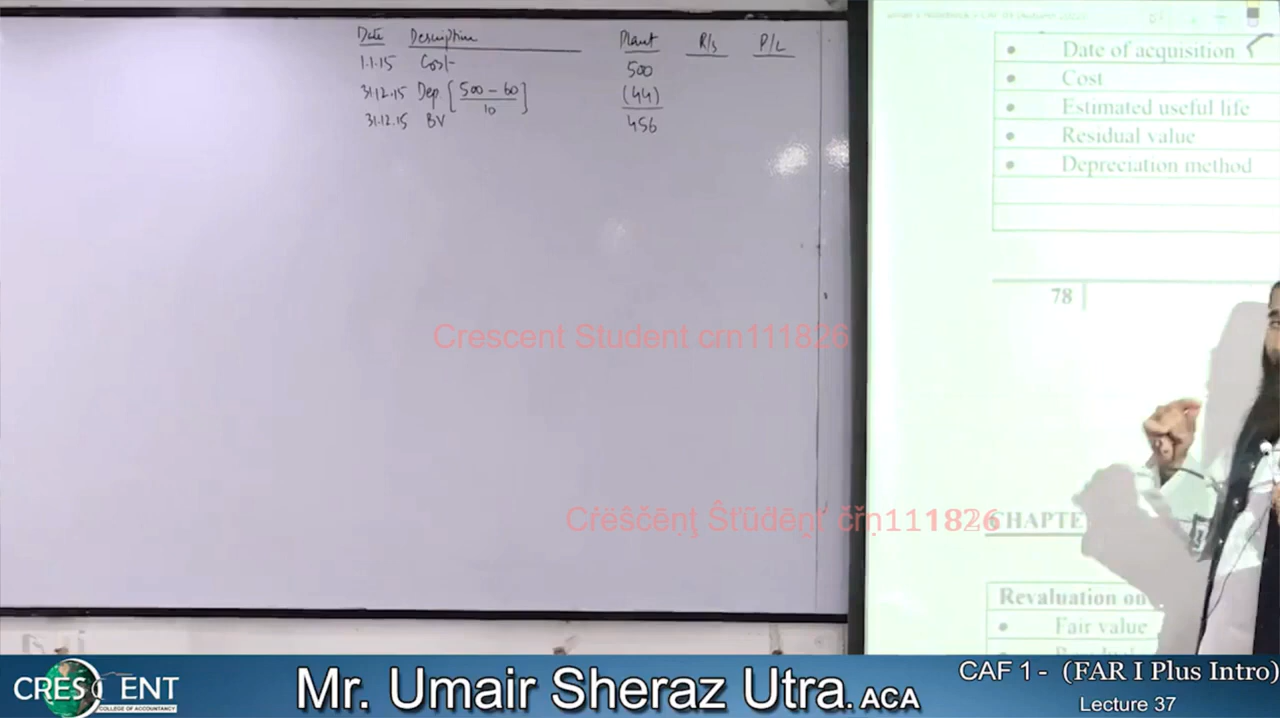 Date Description Plant R/s P/L
1.1.15 Cost 500
31.12.15 Dep [ 500 - 60 / 10 ] (44)
31.12.15 BV 456
• Date of acquisition
• Cost
• Estimated useful life
• Residual value
• Depreciation method
78
Crescent Student crn111826
Cřëŝčēņţ Ŝťüđēņţ čřņ111826
CHAPTE
Revaluation on
• Fair value
CRESCENT
COLLEGE OF ACCOUNTANCY
Mr. Umair Sheraz Utra. ACA
CAF 1 - (FAR I Plus Intro)
Lecture 37